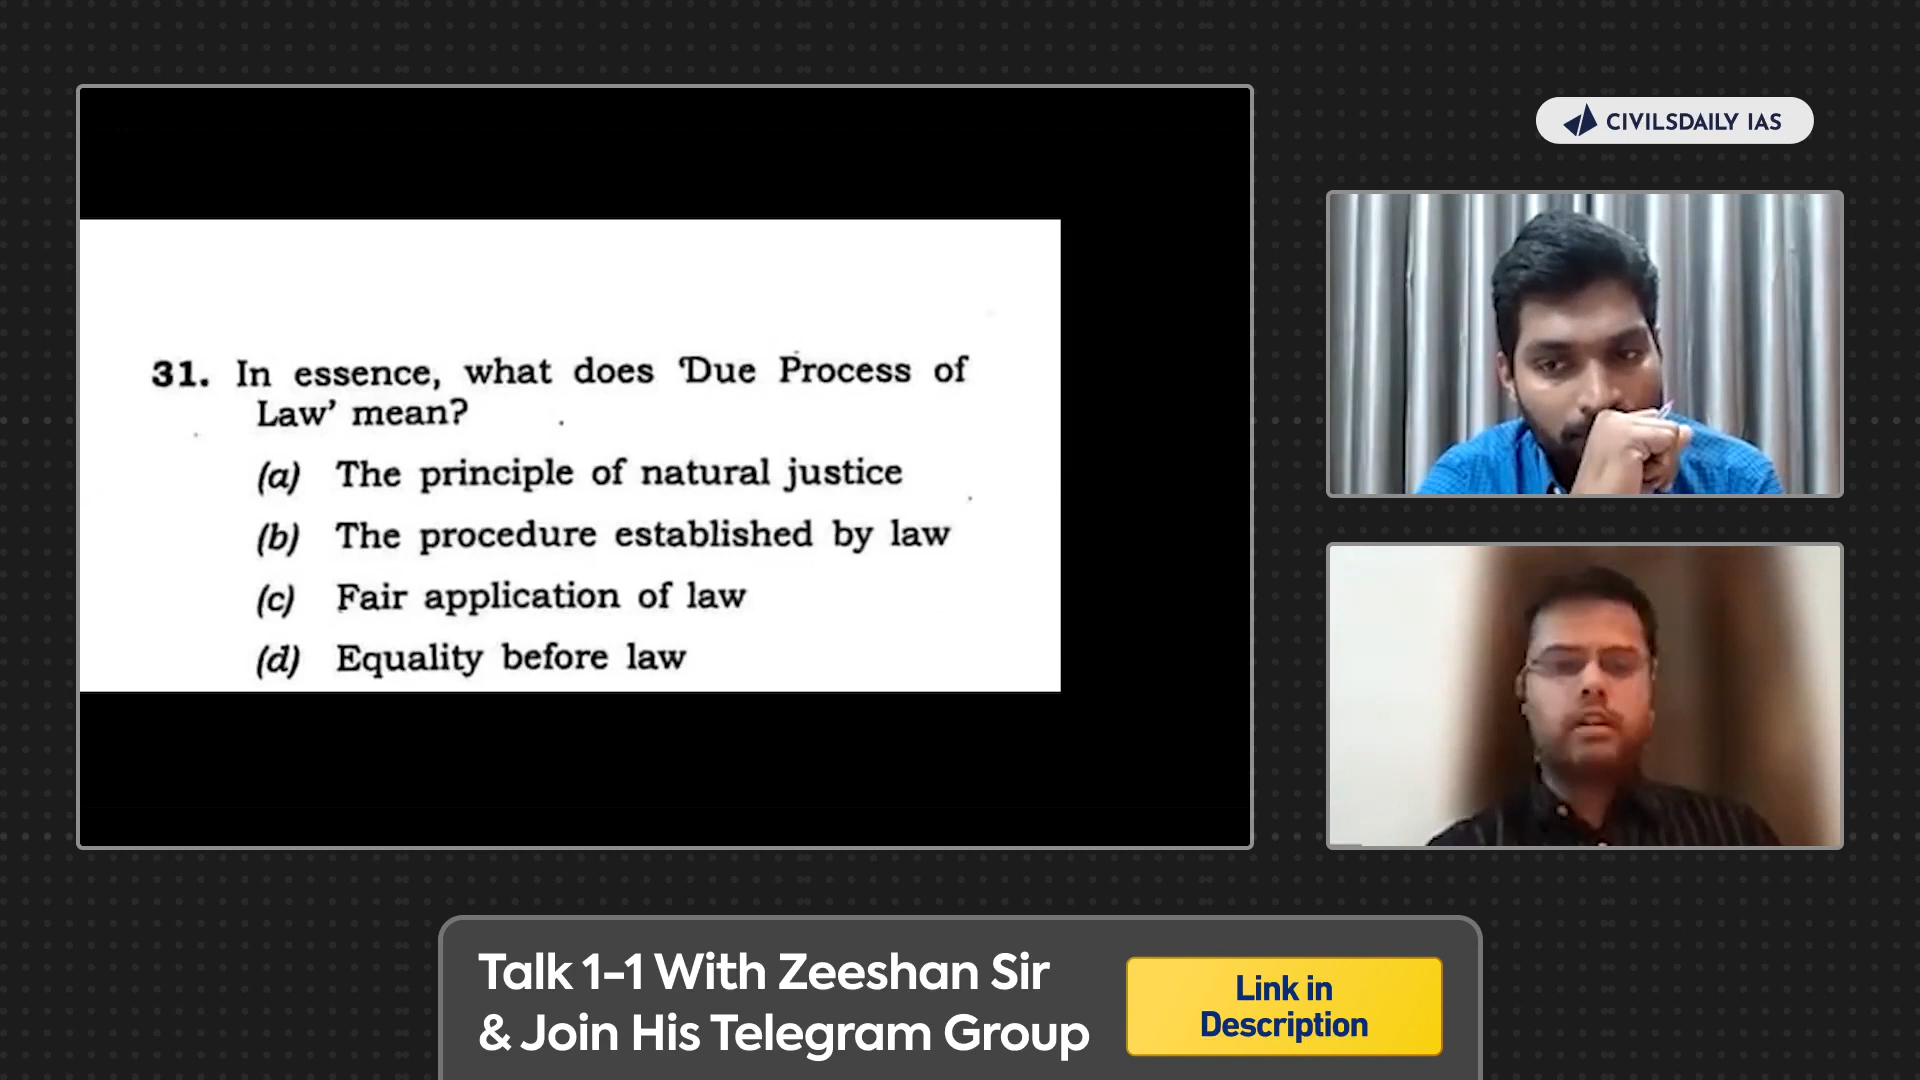 CIVILSDAILY IAS
31. In essence, what does 'Due Process of
Law' mean?
(a) The principle of natural justice
(b) The procedure established by law
(c) Fair application of law
(d) Equality before law
Talk 1-1 With Zeeshan Sir
& Join His Telegram Group
Link in
Description